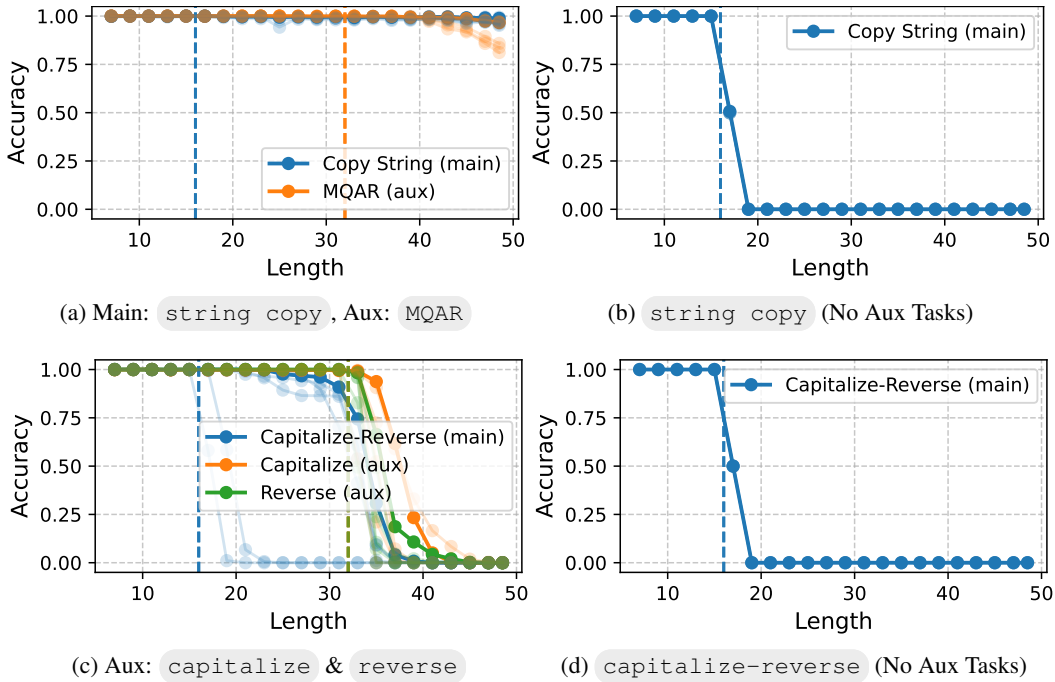 1.00
0.75
0.50
0.25
0.00
Accuracy
Copy String (main)
MQAR (aux)
10 20 30 40 50
Length
(a) Main: string copy, Aux: MQAR
1.00
0.75
0.50
0.25
0.00
Accuracy
Copy String (main)
10 20 30 40 50
Length
(b) string copy (No Aux Tasks)
1.00
0.75
0.50
0.25
0.00
Accuracy
Capitalize-Reverse (main)
Capitalize (aux)
Reverse (aux)
10 20 30 40 50
Length
(c) Aux: capitalize & reverse
1.00
0.75
0.50
0.25
0.00
Accuracy
Capitalize-Reverse (main)
10 20 30 40 50
Length
(d) capitalize-reverse (No Aux Tasks)